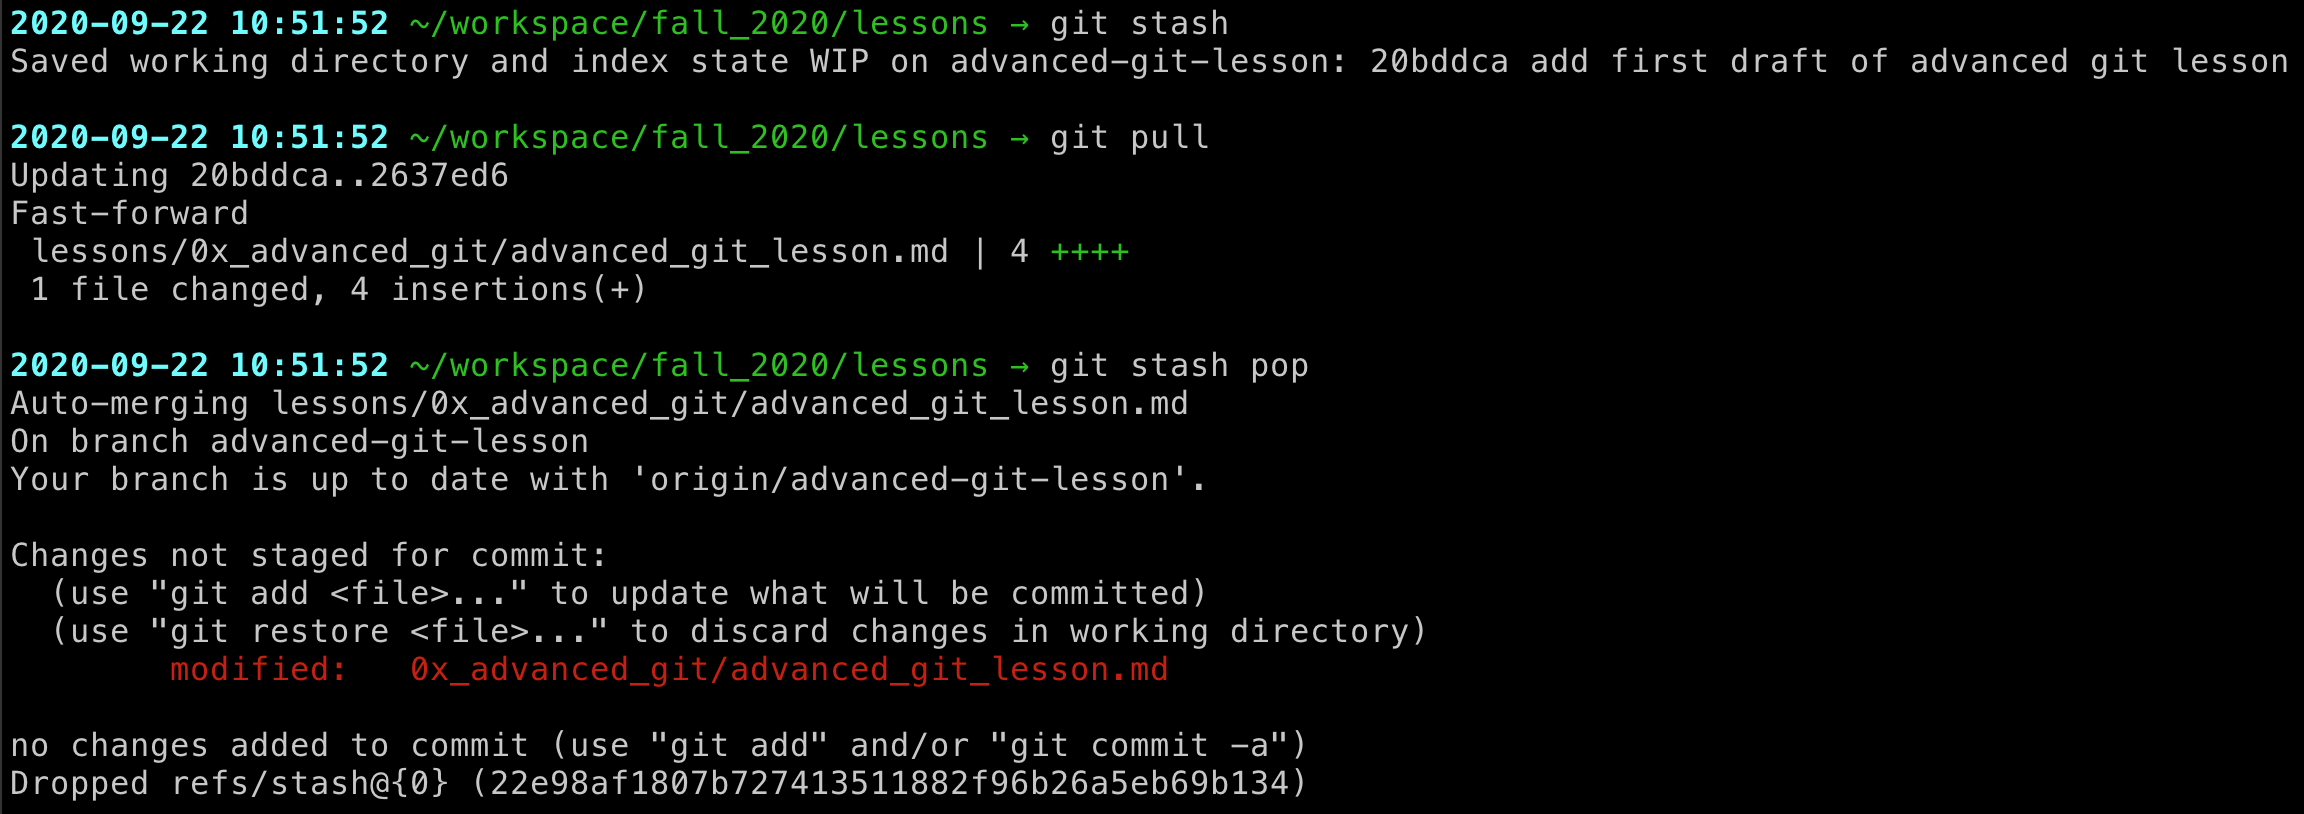 2020-09-22 10:51:52 ~/workspace/fall_2020/lessons → git stash
Saved working directory and index state WIP on advanced-git-lesson: 20bddca add first draft of advanced git lesson
2020-09-22 10:51:52 ~/workspace/fall_2020/lessons → git pull
Updating 20bddca..2637ed6
Fast-forward
 lessons/0x_advanced_git/advanced_git_lesson.md | 4 ++++
 1 file changed, 4 insertions(+)
2020-09-22 10:51:52 ~/workspace/fall_2020/lessons → git stash pop
Auto-merging lessons/0x_advanced_git/advanced_git_lesson.md
On branch advanced-git-lesson
Your branch is up to date with 'origin/advanced-git-lesson'.
Changes not staged for commit:
  (use "git add <file>..." to update what will be committed)
  (use "git restore <file>..." to discard changes in working directory)
        modified:   0x_advanced_git/advanced_git_lesson.md
no changes added to commit (use "git add" and/or "git commit -a")
Dropped refs/stash@{0} (22e98af1807b727413511882f96b26a5eb69b134)